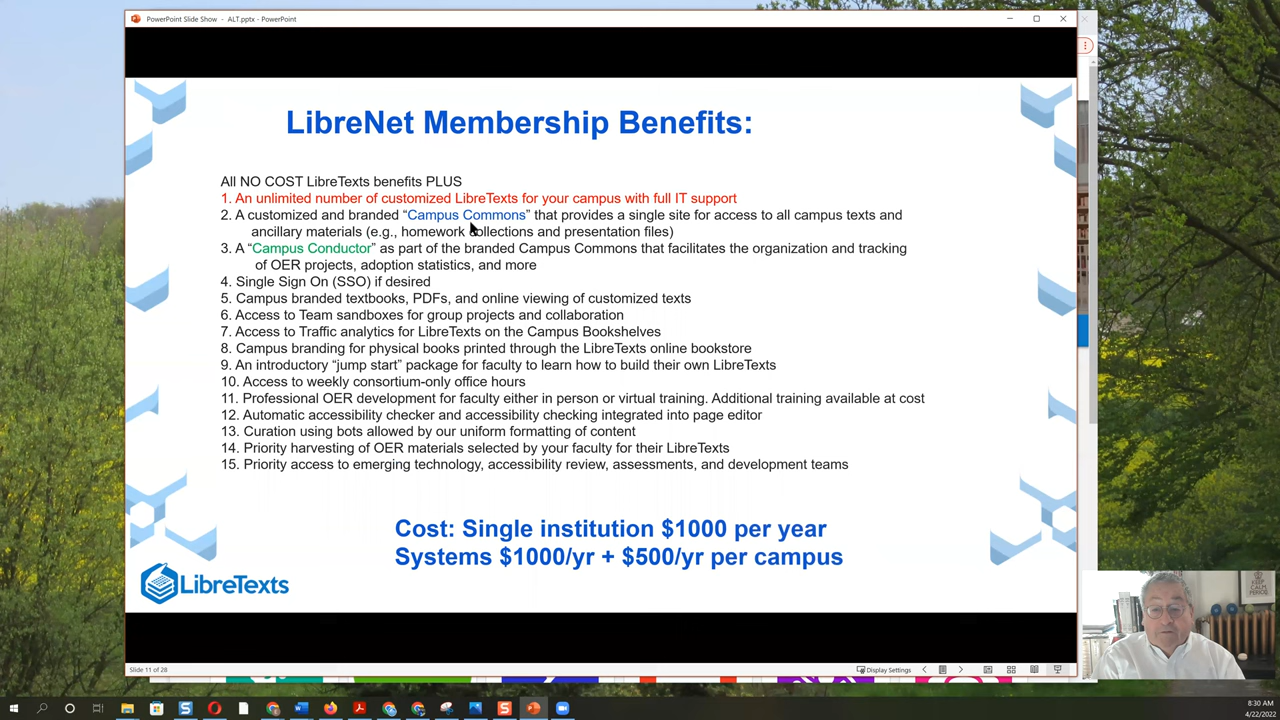 PowerPoint Slide Show - ALT.pptx - PowerPoint
LibreNet Membership Benefits:
All NO COST LibreTexts benefits PLUS
1. An unlimited number of customized LibreTexts for your campus with full IT support
2. A customized and branded “Campus Commons” that provides a single site for access to all campus texts and
ancillary materials (e.g., homework collections and presentation files)
3. A “Campus Conductor” as part of the branded Campus Commons that facilitates the organization and tracking
of OER projects, adoption statistics, and more
4. Single Sign On (SSO) if desired
5. Campus branded textbooks, PDFs, and online viewing of customized texts
6. Access to Team sandboxes for group projects and collaboration
7. Access to Traffic analytics for LibreTexts on the Campus Bookshelves
8. Campus branding for physical books printed through the LibreTexts online bookstore
9. An introductory “jump start” package for faculty to learn how to build their own LibreTexts
10. Access to weekly consortium-only office hours
11. Professional OER development for faculty either in person or virtual training. Additional training available at cost
12. Automatic accessibility checker and accessibility checking integrated into page editor
13. Curation using bots allowed by our uniform formatting of content
14. Priority harvesting of OER materials selected by your faculty for their LibreTexts
15. Priority access to emerging technology, accessibility review, assessments, and development teams
Cost: Single institution $1000 per year
Systems $1000/yr + $500/yr per campus
LibreTexts
KEEP
CALM
PERIOD
Slide 11 of 28
Display Settings
8:30 AM
4/22/2022